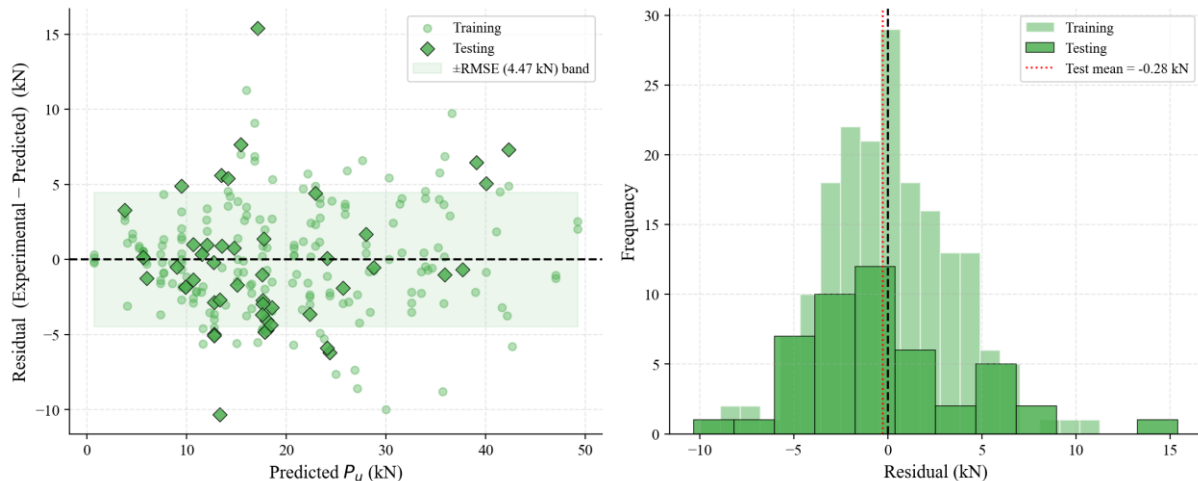 Training
Testing
±RMSE (4.47 kN) band
15
10
5
0
−5
−10
Residual (Experimental − Predicted) (kN)
0
10
20
30
40
50
Predicted Pᵤ (kN)
Training
Testing
Test mean = -0.28 kN
30
25
20
15
10
5
0
Frequency
−10
−5
0
5
10
15
Residual (kN)